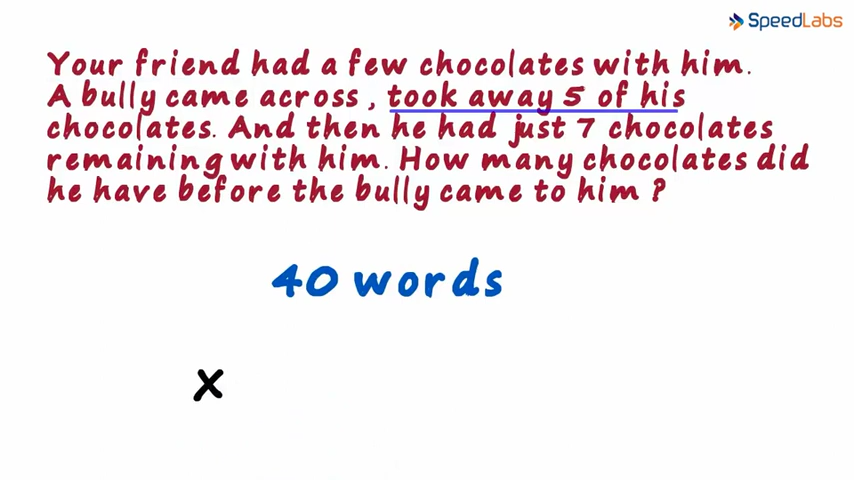 SpeedLabs
Your friend had a few chocolates with him.
A bully came across, took away 5 of his
chocolates. And then he had just 7 chocolates
remaining with him. How many chocolates did
he have before the bully came to him?
40 words
x